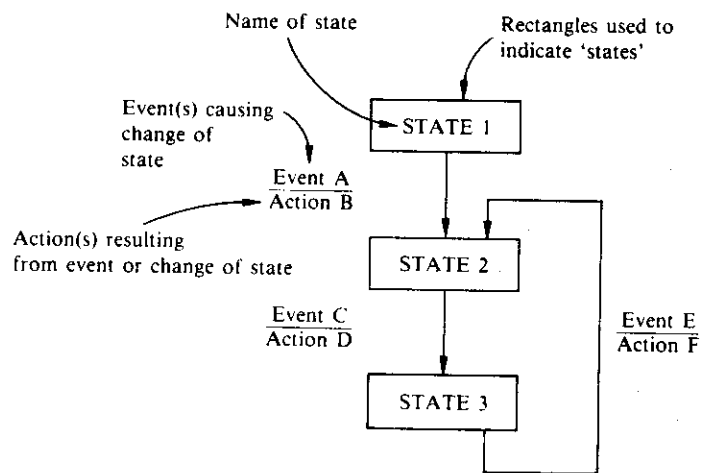 Name of state
Rectangles used to
indicate 'states'
Event(s) causing
change of
state
STATE 1
Event A
Action B
Action(s) resulting
from event or change of state
STATE 2
Event C
Action D
Event E
Action F
STATE 3